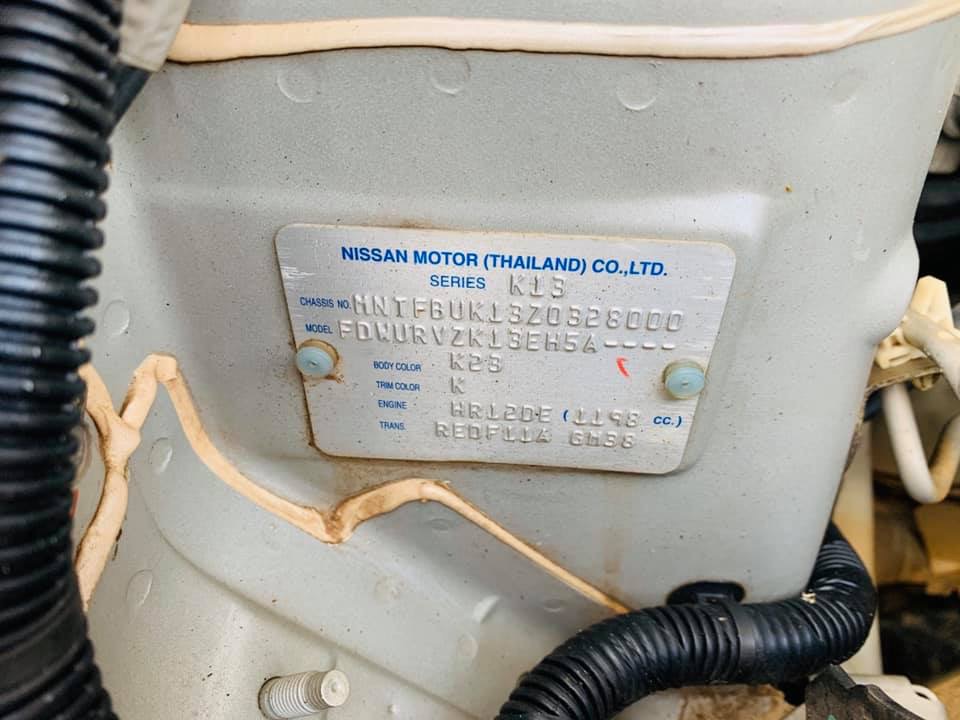 NISSAN MOTOR (THAILAND) CO.,LTD.
SERIES K13
CHASSIS NO. MNTFBUK13Z0328000
MODEL FDWURVZK13EH5A----
BODY COLOR K23
TRIM COLOR K
ENGINE HR12DE (1198 CC.)
TRANS. REOF11A GM38